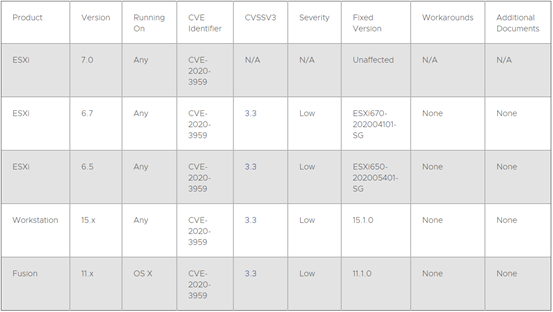 Product Version Running On CVE Identifier CVSSV3 Severity Fixed Version Workarounds Additional Documents
ESXi 7.0 Any CVE-2020-3959 N/A N/A Unaffected N/A N/A
ESXi 6.7 Any CVE-2020-3959 3.3 Low ESXi670-202004101-SG None None
ESXi 6.5 Any CVE-2020-3959 3.3 Low ESXi650-202005401-SG None None
Workstation 15.x Any CVE-2020-3959 3.3 Low 15.1.0 None None
Fusion 11.x OS X CVE-2020-3959 3.3 Low 11.1.0 None None